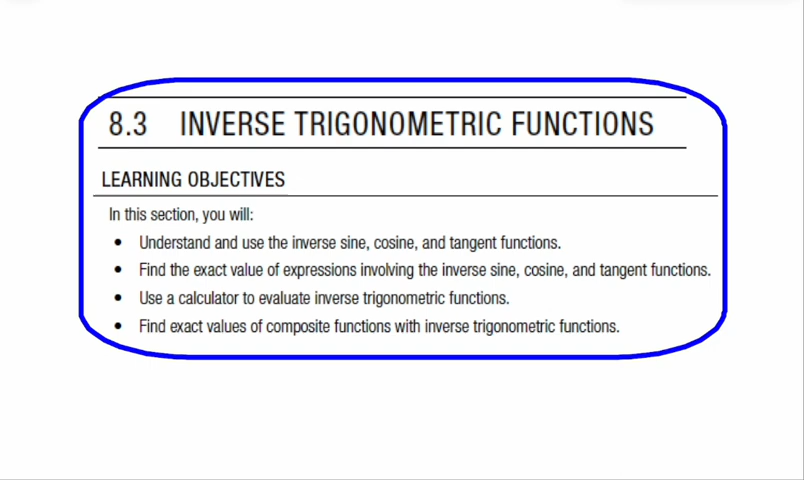 8.3 INVERSE TRIGONOMETRIC FUNCTIONS
LEARNING OBJECTIVES
In this section, you will:
• Understand and use the inverse sine, cosine, and tangent functions.
• Find the exact value of expressions involving the inverse sine, cosine, and tangent functions.
• Use a calculator to evaluate inverse trigonometric functions.
• Find exact values of composite functions with inverse trigonometric functions.